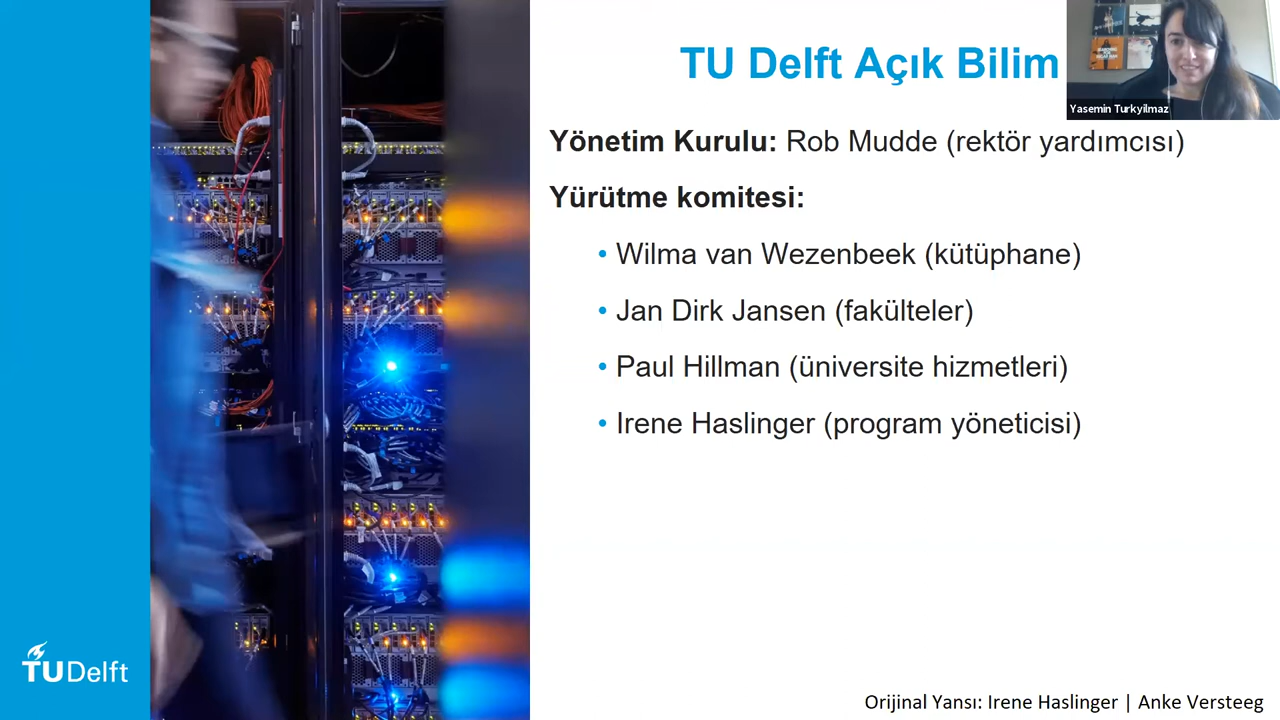 TU Delft Açık Bilim
Yasemin Turkyilmaz
Yönetim Kurulu: Rob Mudde (rektör yardımcısı)
Yürütme komitesi:
• Wilma van Wezenbeek (kütüphane)
• Jan Dirk Jansen (fakülteler)
• Paul Hillman (üniversite hizmetleri)
• Irene Haslinger (program yöneticisi)
TUDelft
Orijinal Yansı: Irene Haslinger | Anke Versteeg